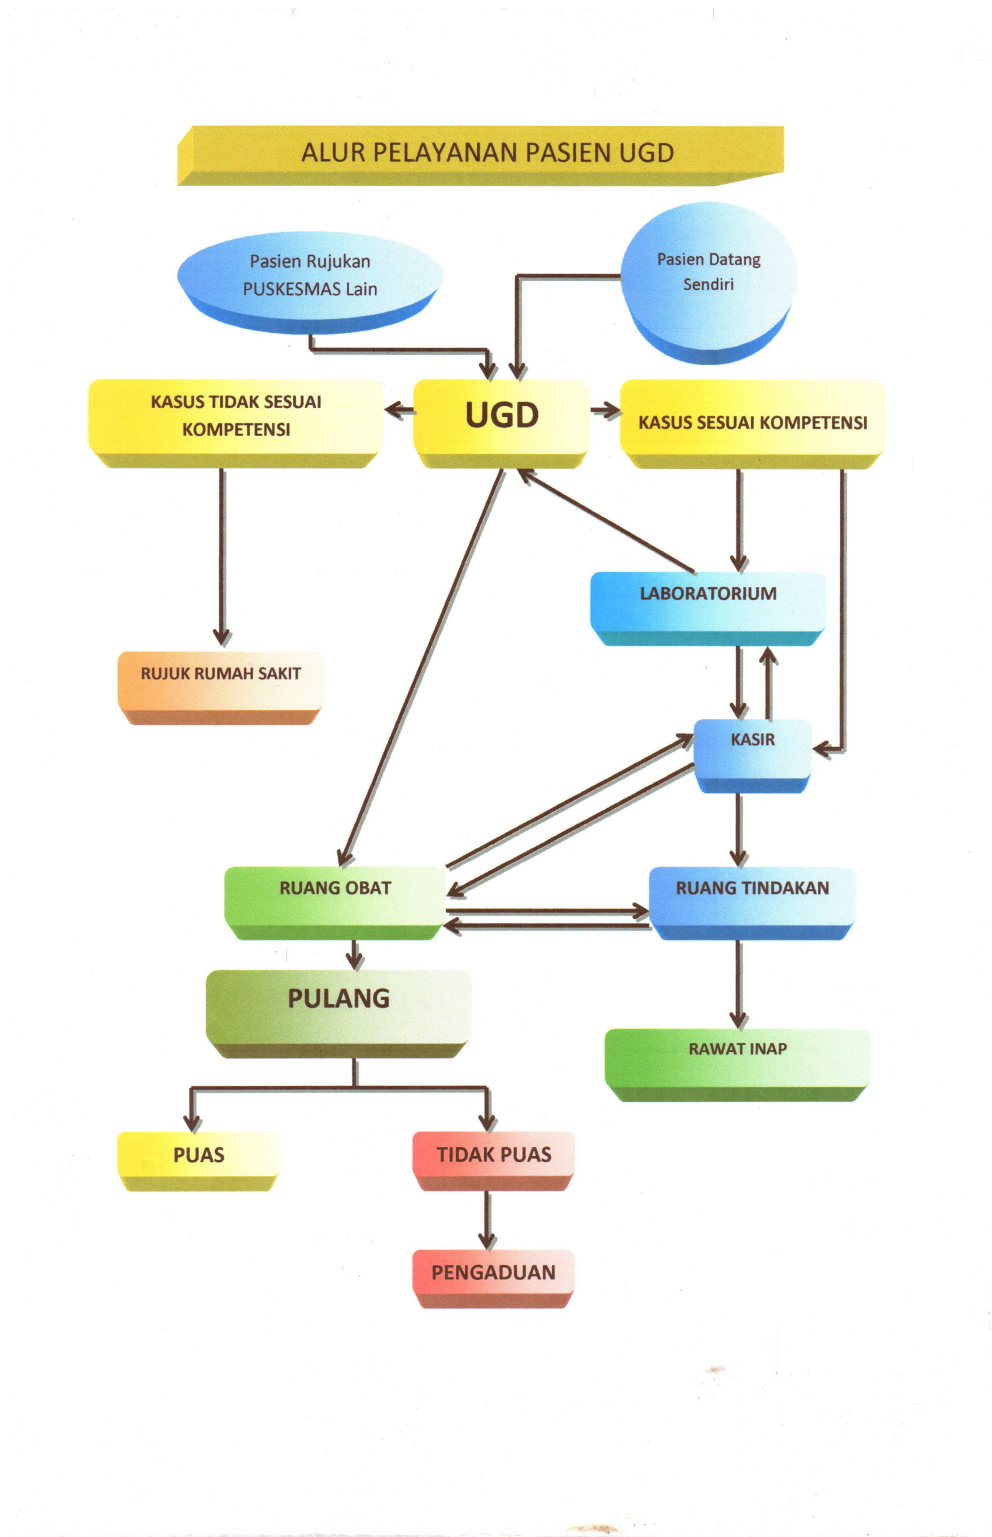 ALUR PELAYANAN PASIEN UGD
Pasien Rujukan
PUSKESMAS Lain
Pasien Datang
Sendiri
KASUS TIDAK SESUAI
KOMPETENSI
UGD
KASUS SESUAI KOMPETENSI
LABORATORIUM
RUJUK RUMAH SAKIT
KASIR
RUANG OBAT
RUANG TINDAKAN
PULANG
RAWAT INAP
PUAS
TIDAK PUAS
PENGADUAN